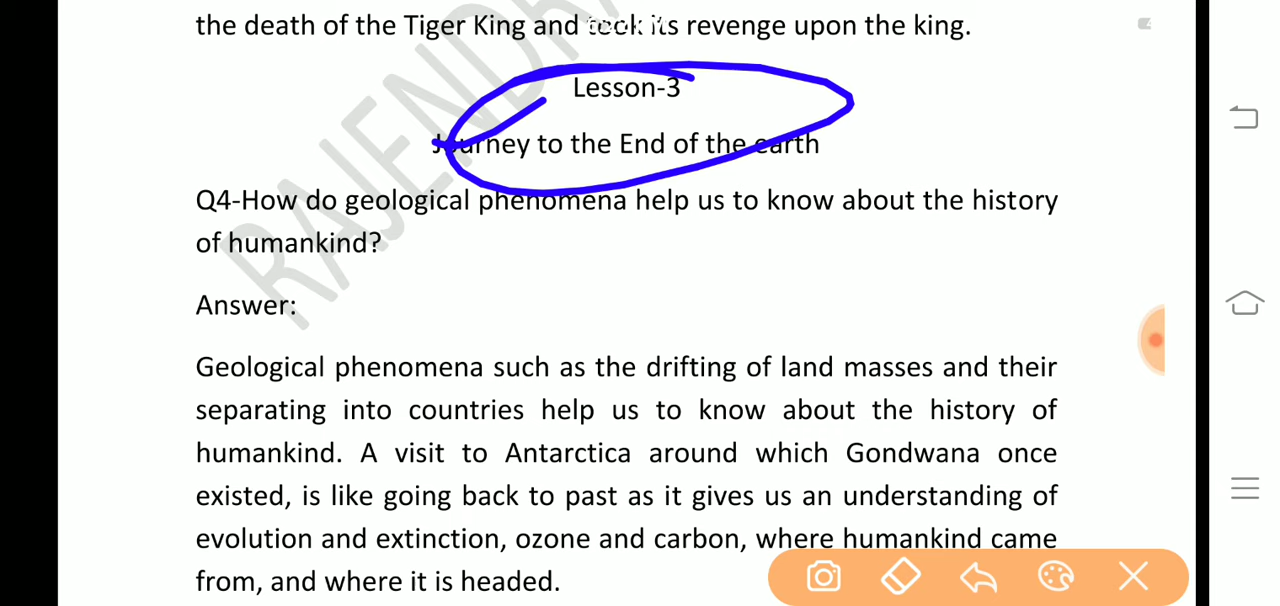 the death of the Tiger King and took its revenge upon the king.
Lesson-3
Journey to the End of the earth
Q4-How do geological phenomena help us to know about the history
of humankind?
Answer:
Geological phenomena such as the drifting of land masses and their
separating into countries help us to know about the history of
humankind. A visit to Antarctica around which Gondwana once
existed, is like going back to past as it gives us an understanding of
evolution and extinction, ozone and carbon, where humankind came
from, and where it is headed.
RAJENDR